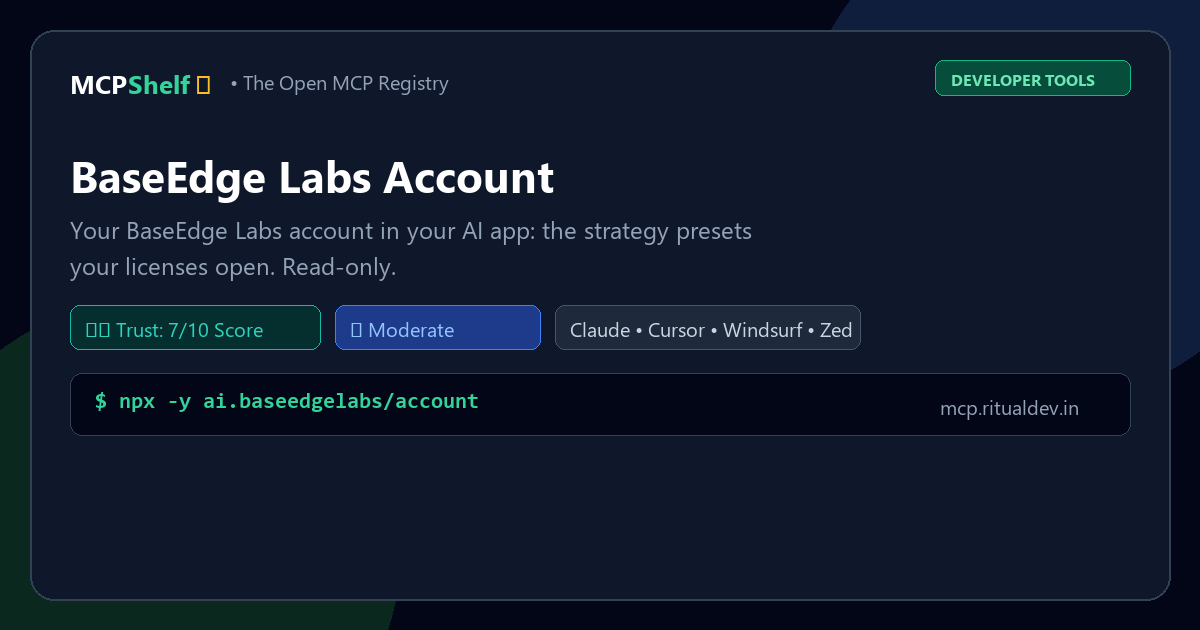 MCPShelf • The Open MCP Registry
DEVELOPER TOOLS
BaseEdge Labs Account
Your BaseEdge Labs account in your AI app: the strategy presets
your licenses open. Read-only.
Trust: 7/10 Score
Moderate
Claude • Cursor • Windsurf • Zed
$ npx -y ai.baseedgelabs/account
mcp.ritualdev.in